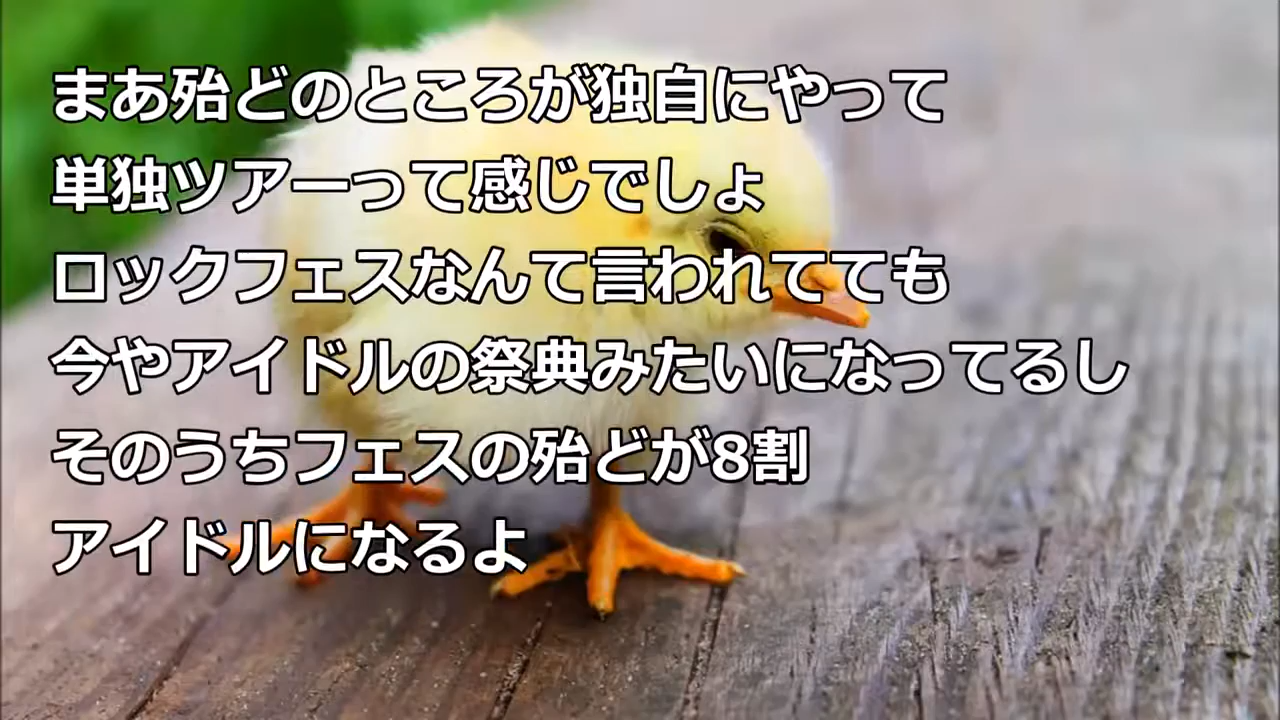 まあ殆どのところが独自にやって
単独ツアーって感じでしょ
ロックフェスなんて言われてても
今やアイドルの祭典みたいになってるし
そのうちフェスの殆どが8割
アイドルになるよ